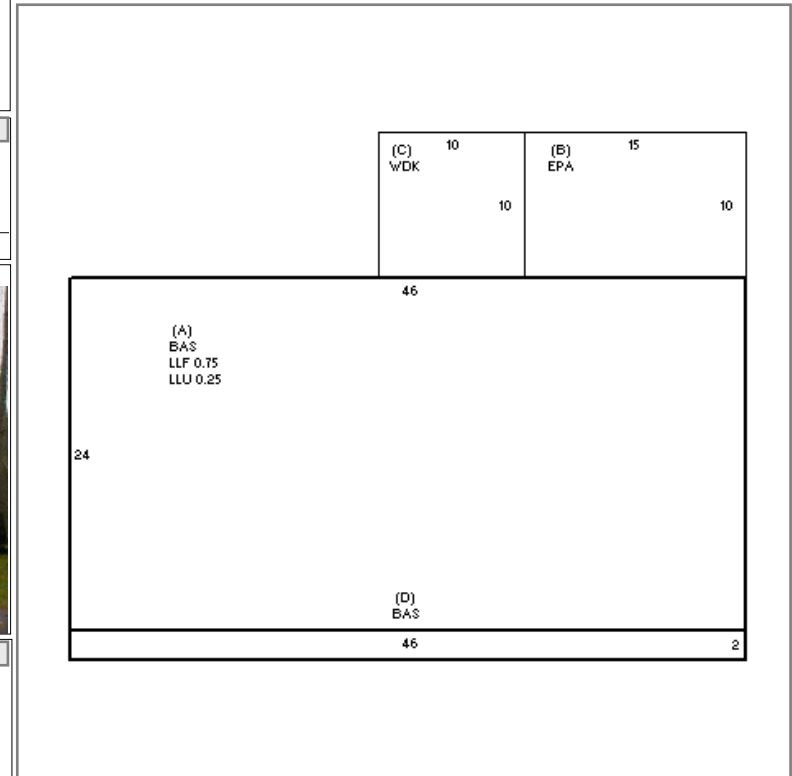 (C) 10 (B) 15
WDK EPA
10 10
46
(A)
BAS
LLF 0.75
LLU 0.25
24
(D)
BAS
46 2